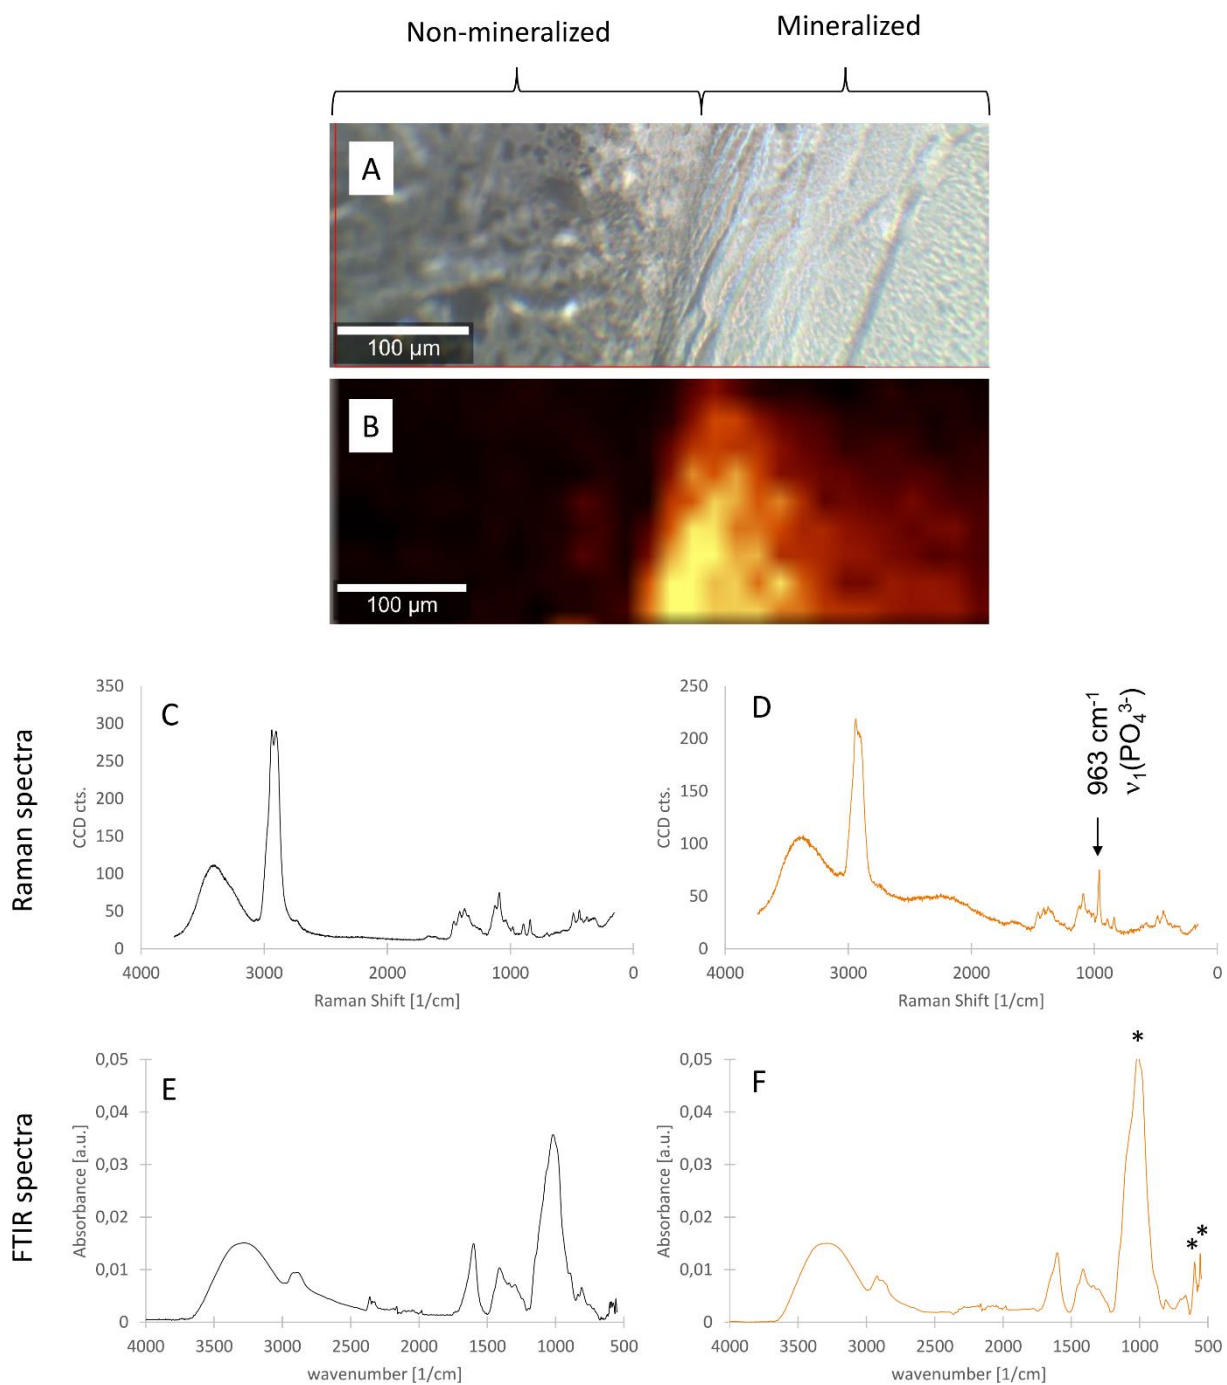 Non-mineralized Mineralized
A
100 µm
B
100 µm
Raman spectra
C
CCD cts.
350
300
250
200
150
100
50
0
4000 3000 2000 1000 0
Raman Shift [1/cm]
D
963 cm-1
ν1(PO43-)
CCD cts.
250
200
150
100
50
0
4000 3000 2000 1000 0
Raman Shift [1/cm]
FTIR spectra
E
Absorbance [a.u.]
0,05
0,04
0,03
0,02
0,01
0
4000 3500 3000 2500 2000 1500 1000 500
wavenumber [1/cm]
F
*
*
*
Absorbance [a.u.]
0,05
0,04
0,03
0,02
0,01
0
4000 3500 3000 2500 2000 1500 1000 500
wavenumber [1/cm]